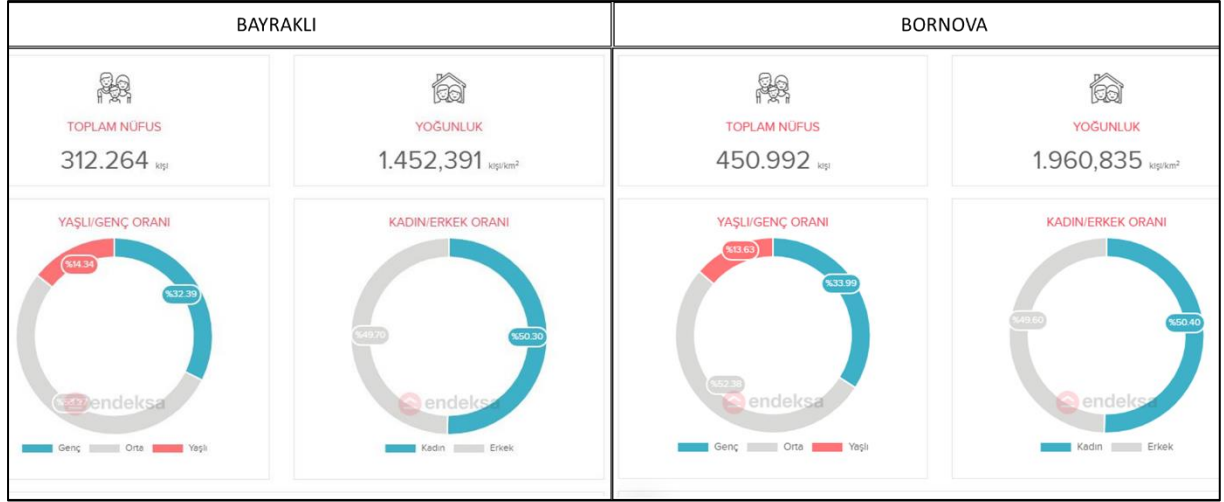 BAYRAKLI
BORNOVA
TOPLAM NÜFUS
312.264 kişi
YOĞUNLUK
1.452,391 kişi/km²
TOPLAM NÜFUS
450.992 kişi
YOĞUNLUK
1.960,835 kişi/km²
YAŞLI/GENÇ ORANI
%14.34
%32.39
endeksa
Genç Orta Yaşlı
KADIN/ERKEK ORANI
%49.70
%50.30
endeksa
Kadın Erkek
YAŞLI/GENÇ ORANI
%13.63
%33.99
%52.38
endeksa
Genç Orta Yaşlı
KADIN/ERKEK ORANI
%49.60
%50.40
endeksa
Kadın Erkek